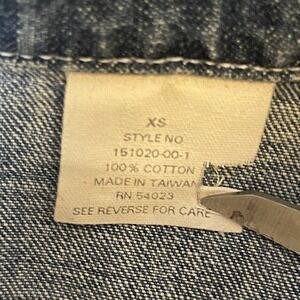 XS
STYLE NO
151020-00-1
100% COTTON
MADE IN TAIWAN
RN 54023
SEE REVERSE FOR CARE